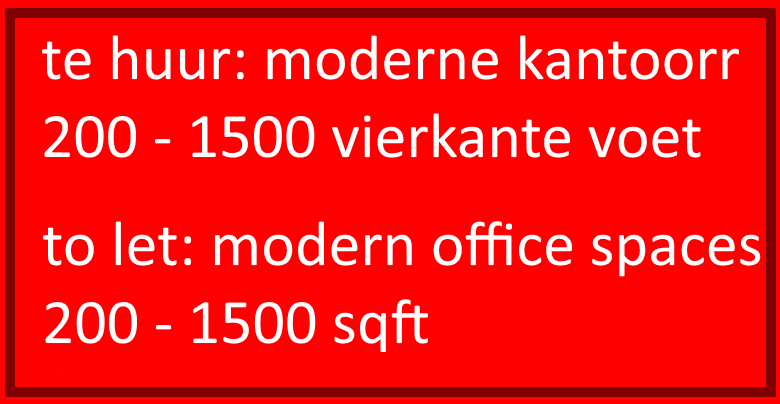 te huur: moderne kantoorr
200 - 1500 vierkante voet
to let: modern office spaces
200 - 1500 sqft